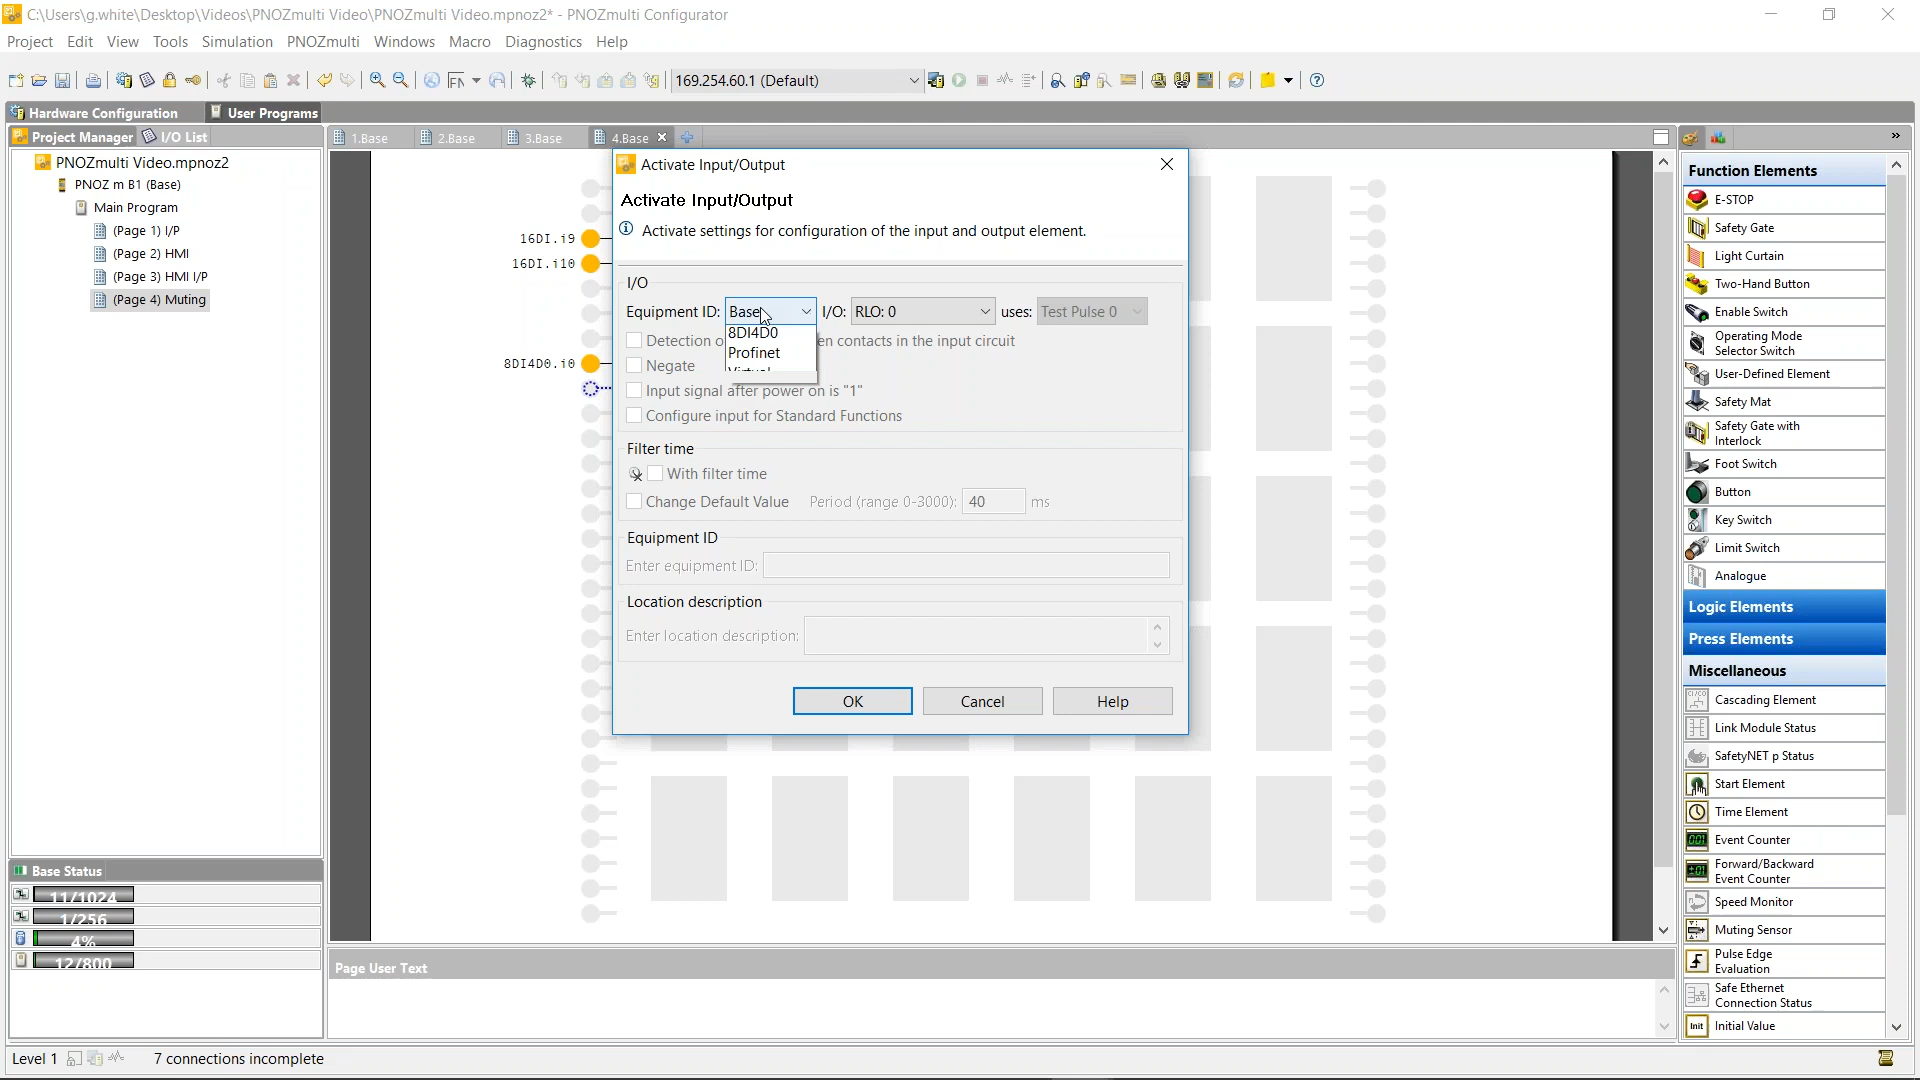 C:\Users\g.white\Desktop\Videos\PNOZmulti Video\PNOZmulti Video.mpnoz2* - PNOZmulti Configurator
Project Edit View Tools Simulation PNOZmulti Windows Macro Diagnostics Help
169.254.60.1 (Default)
Hardware Configuration User Programs
Project Manager I/O List
1.Base 2.Base 3.Base 4.Base
PNOZmulti Video.mpnoz2
PNOZ m B1 (Base)
Main Program
(Page 1) I/P
(Page 2) HMI
(Page 3) HMI I/P
(Page 4) Muting
Base Status
11/1024
1/256
4%
12/800
16DI.i9
16DI.i10
8DI4DO.i0
Activate Input/Output
Activate Input/Output
Activate settings for configuration of the input and output element.
I/O
Equipment ID: Base I/O: RLO: 0 uses: Test Pulse 0
8DI4DO
Profinet
Virtual
Detection o en contacts in the input circuit
Negate
Input signal after power on is "1"
Configure input for Standard Functions
Filter time
With filter time
Change Default Value Period (range 0-3000): 40 ms
Equipment ID
Enter equipment ID:
Location description
Enter location description:
OK Cancel Help
Page User Text
Function Elements
E-STOP
Safety Gate
Light Curtain
Two-Hand Button
Enable Switch
Operating Mode
Selector Switch
User-Defined Element
Safety Mat
Safety Gate with
Interlock
Foot Switch
Button
Key Switch
Limit Switch
Analogue
Logic Elements
Press Elements
Miscellaneous
Cascading Element
Link Module Status
SafetyNET p Status
Start Element
Time Element
Event Counter
Forward/Backward
Event Counter
Speed Monitor
Muting Sensor
Pulse Edge
Evaluation
Safe Ethernet
Connection Status
Init Initial Value
Level 1 7 connections incomplete